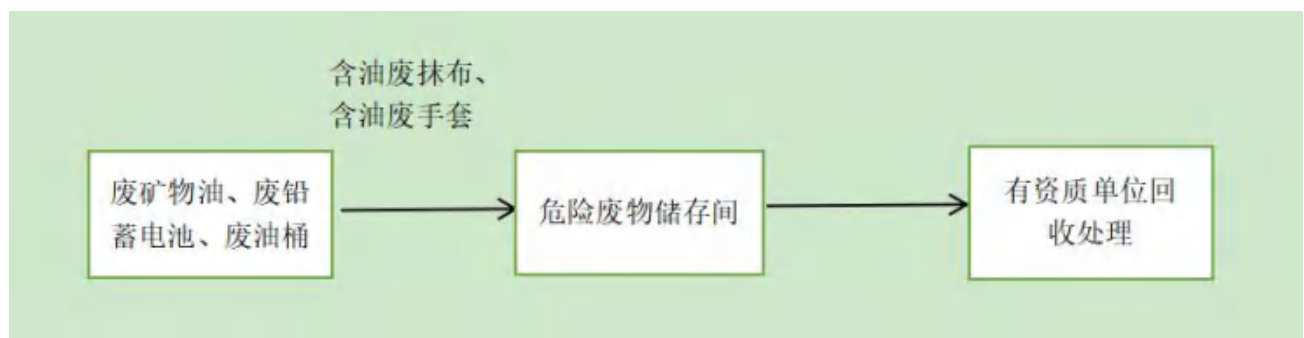 含油废抹布、
含油废手套
废矿物油、废铅
蓄电池、废油桶
危险废物储存间
有资质单位回
收处理